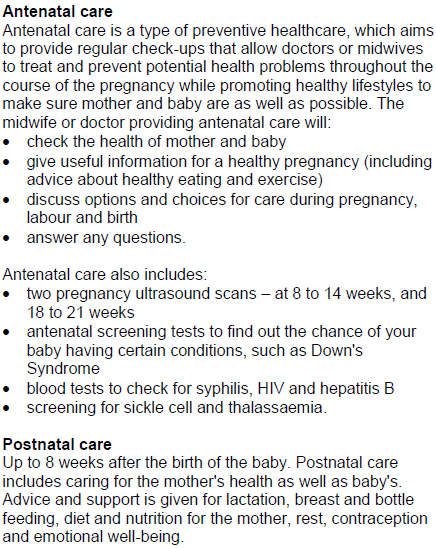 Antenatal care
Antenatal care is a type of preventive healthcare, which aims
to provide regular check-ups that allow doctors or midwives
to treat and prevent potential health problems throughout the
course of the pregnancy while promoting healthy lifestyles to
make sure mother and baby are as well as possible. The
midwife or doctor providing antenatal care will:
• check the health of mother and baby
• give useful information for a healthy pregnancy (including
advice about healthy eating and exercise)
• discuss options and choices for care during pregnancy,
labour and birth
• answer any questions.
Antenatal care also includes:
• two pregnancy ultrasound scans – at 8 to 14 weeks, and
18 to 21 weeks
• antenatal screening tests to find out the chance of your
baby having certain conditions, such as Down's
Syndrome
• blood tests to check for syphilis, HIV and hepatitis B
• screening for sickle cell and thalassaemia.
Postnatal care
Up to 8 weeks after the birth of the baby. Postnatal care
includes caring for the mother's health as well as baby's.
Advice and support is given for lactation, breast and bottle
feeding, diet and nutrition for the mother, rest, contraception
and emotional well-being.